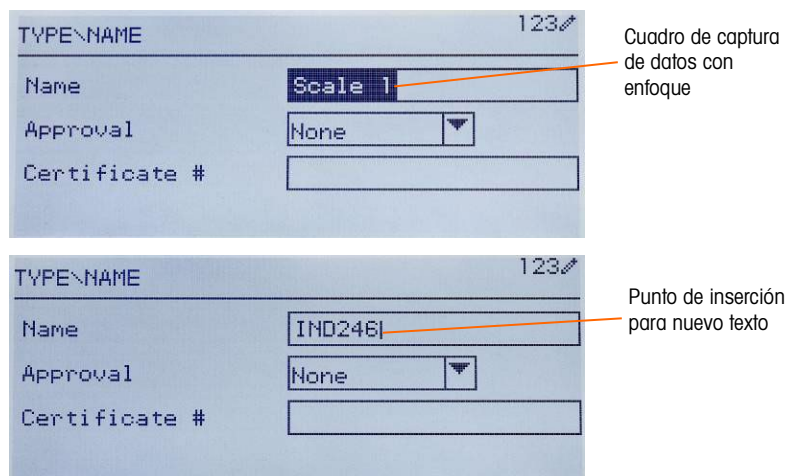 TYPE\NAME
123
Name
Scale 1
Approval
None
Certificate #
Cuadro de captura
de datos con
enfoque
TYPE\NAME
123
Name
IND246
Approval
None
Certificate #
Punto de inserción
para nuevo texto